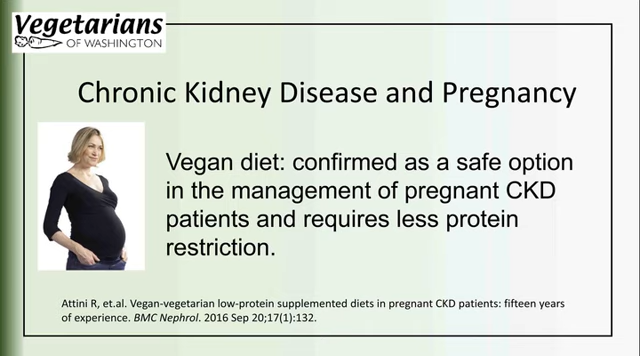 Vegetarians
OF WASHINGTON
Chronic Kidney Disease and Pregnancy
Vegan diet: confirmed as a safe option
in the management of pregnant CKD
patients and requires less protein
restriction.
Attini R, et.al. Vegan-vegetarian low-protein supplemented diets in pregnant CKD patients: fifteen years
of experience. BMC Nephrol. 2016 Sep 20;17(1):132.